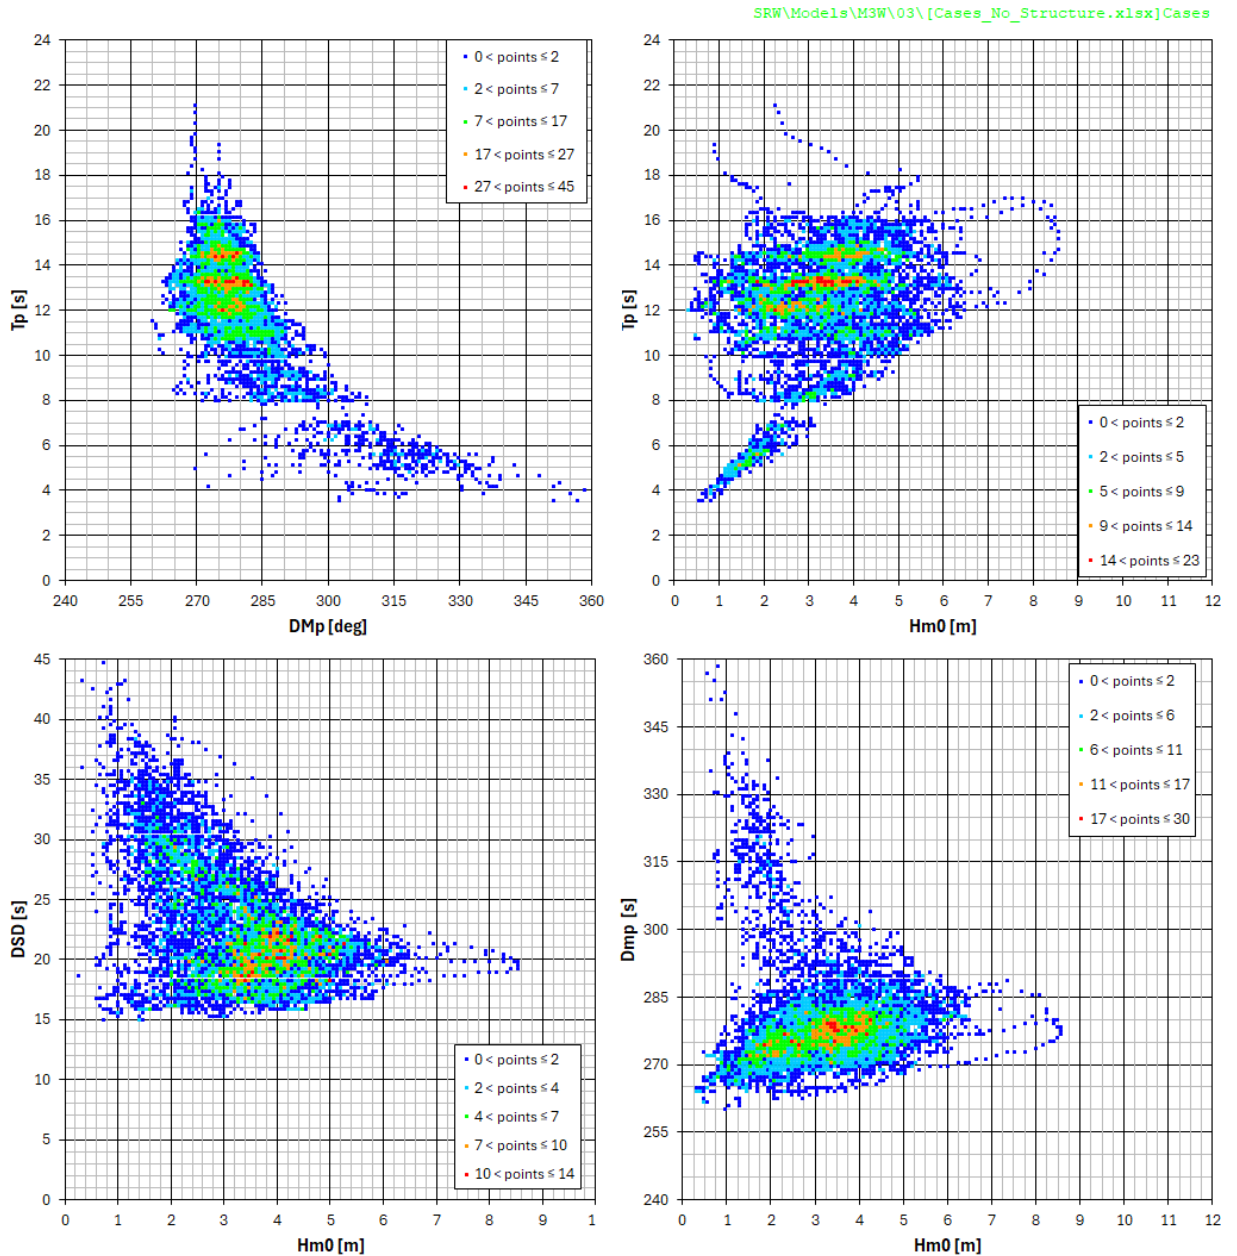 SRW\Models\M3W\03\[Cases_No_Structure.xlsx]Cases
24
22
20
18
16
14
12
10
8
6
4
2
0
Tp [s]
0 < points ≤ 2
2 < points ≤ 7
7 < points ≤ 17
17 < points ≤ 27
27 < points ≤ 45
240 255 270 285 300 315 330 345 360
DMp [deg]
24
22
20
18
16
14
12
10
8
6
4
2
0
Tp [s]
0 < points ≤ 2
2 < points ≤ 5
5 < points ≤ 9
9 < points ≤ 14
14 < points ≤ 23
0 1 2 3 4 5 6 7 8 9 10 11 12
Hm0 [m]
45
40
35
30
25
20
15
10
5
0
DSD [s]
0 < points ≤ 2
2 < points ≤ 4
4 < points ≤ 7
7 < points ≤ 10
10 < points ≤ 14
0 1 2 3 4 5 6 7 8 9 1
Hm0 [m]
360
345
330
315
300
285
270
255
240
Dmp [s]
0 < points ≤ 2
2 < points ≤ 6
6 < points ≤ 11
11 < points ≤ 17
17 < points ≤ 30
0 1 2 3 4 5 6 7 8 9 10 11 12
Hm0 [m]